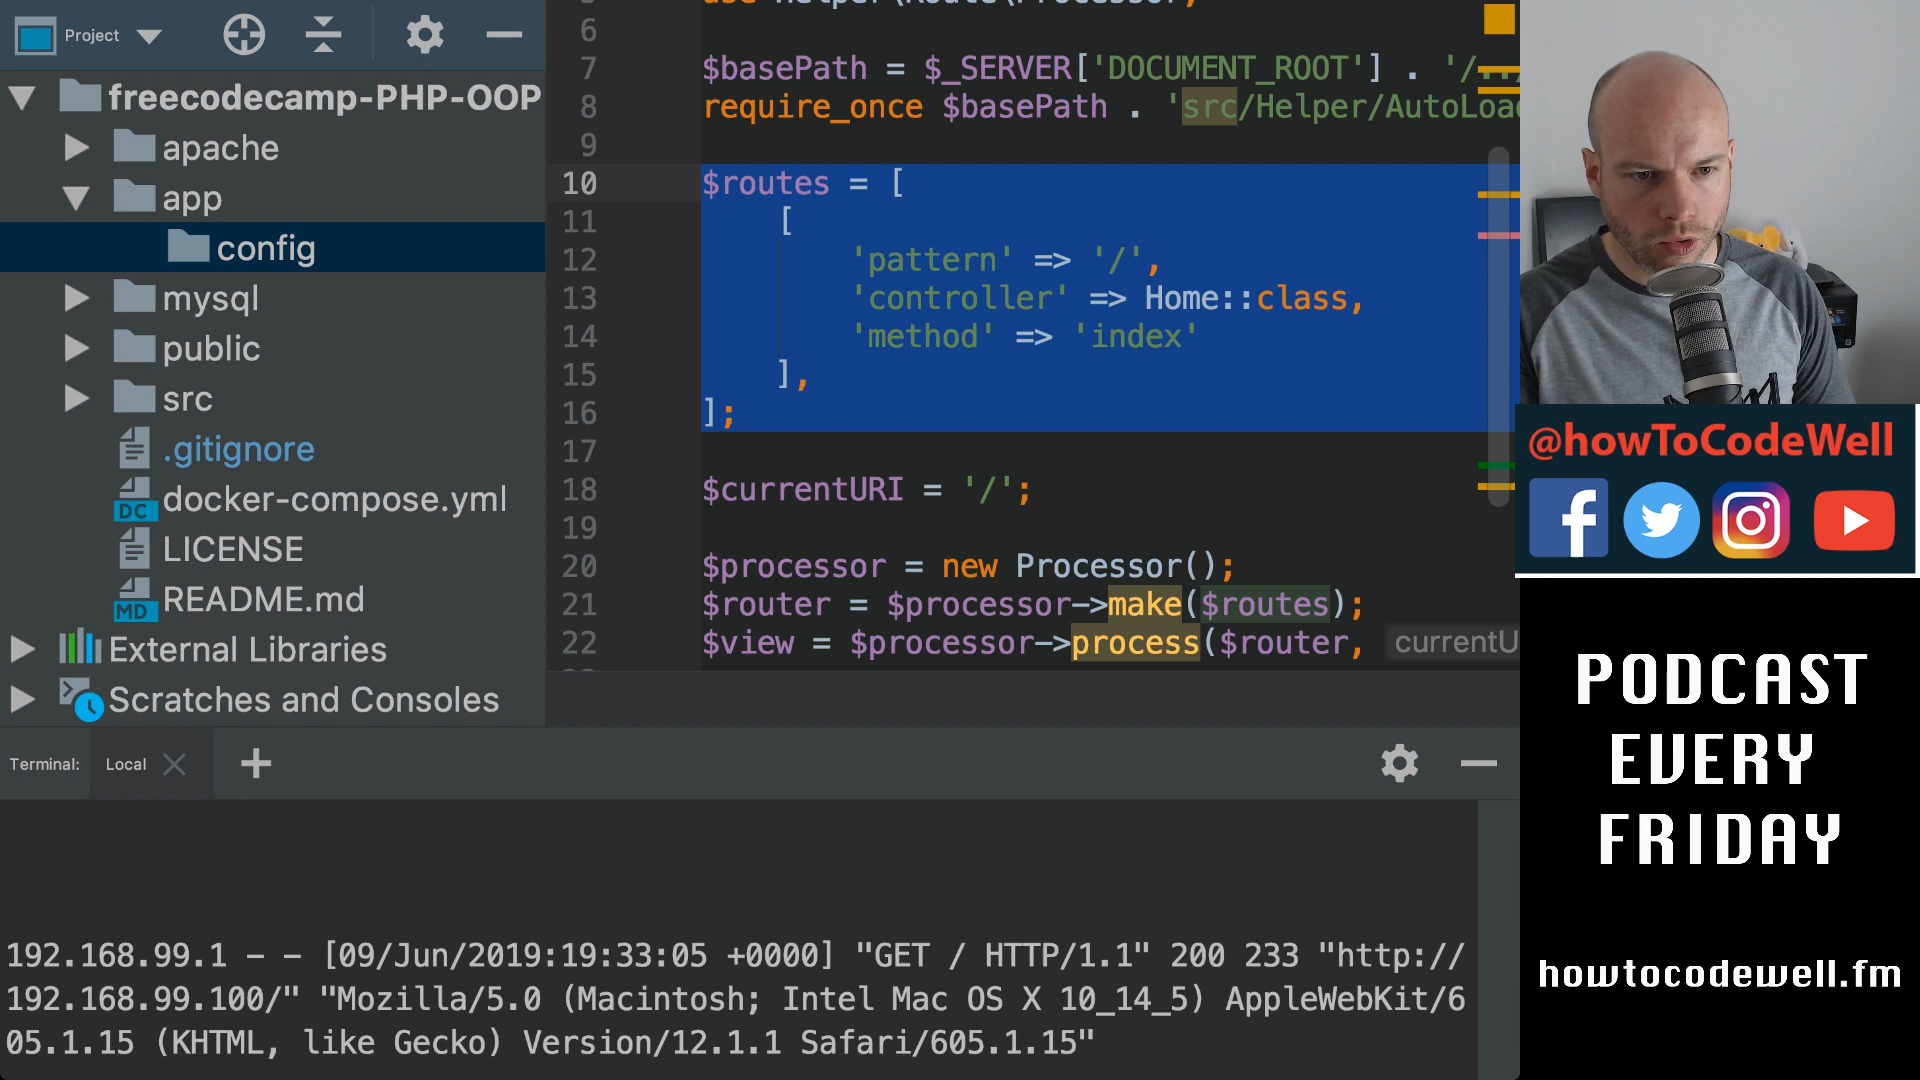 Project
freecodecamp-PHP-OOP
apache
app
config
mysql
public
src
.gitignore
DC docker-compose.yml
LICENSE
MD README.md
External Libraries
Scratches and Consoles
6
7 $basePath = $_SERVER['DOCUMENT_ROOT'] . '/../
8 require_once $basePath . 'src/Helper/AutoLoad
9
10 $routes = [
11 [
12 'pattern' => '/',
13 'controller' => Home::class,
14 'method' => 'index'
15 ],
16 ];
17
18 $currentURI = '/';
19
20 $processor = new Processor();
21 $router = $processor->make($routes);
22 $view = $processor->process($router, currentU
Terminal: Local
192.168.99.1 - - [09/Jun/2019:19:33:05 +0000] "GET / HTTP/1.1" 200 233 "http://
192.168.99.100/" "Mozilla/5.0 (Macintosh; Intel Mac OS X 10_14_5) AppleWebKit/6
05.1.15 (KHTML, like Gecko) Version/12.1.1 Safari/605.1.15"
@howToCodeWell
PODCAST
EVERY
FRIDAY
howtocodewell.fm